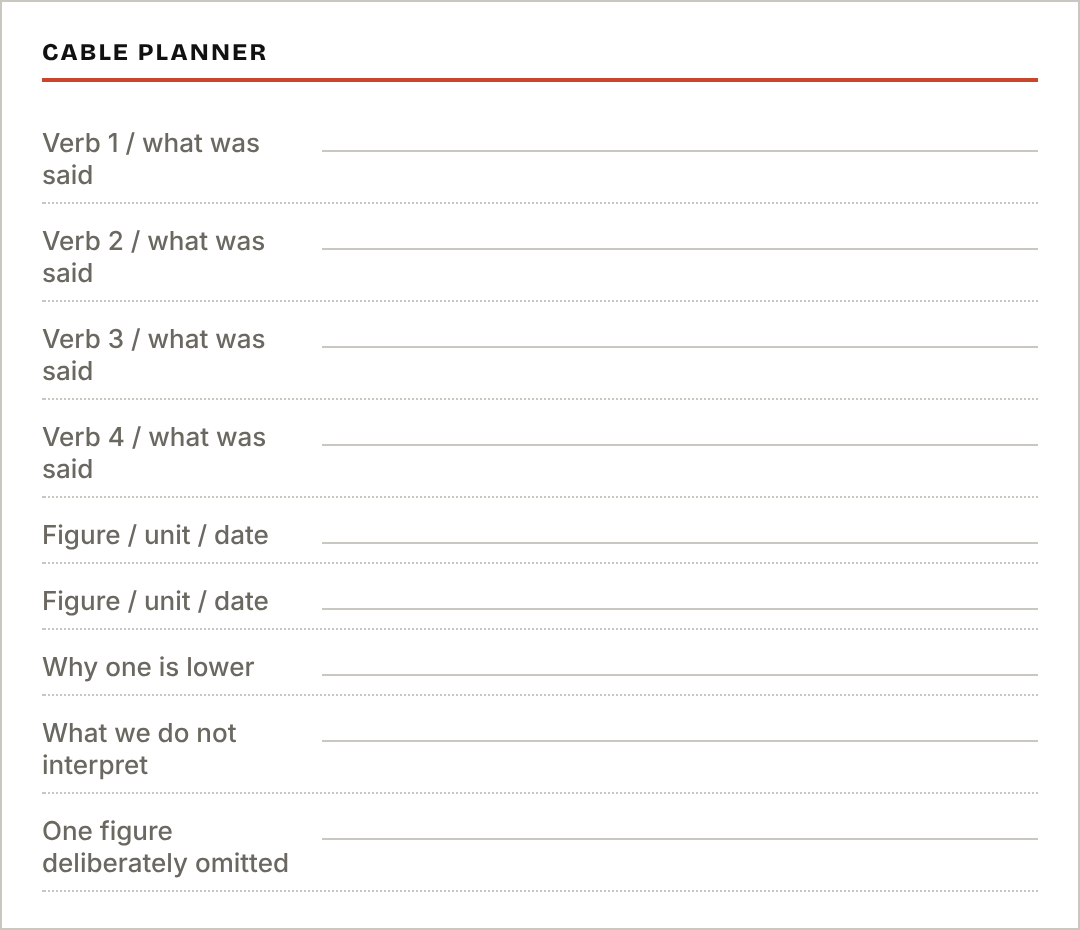 CABLE PLANNER
Verb 1 / what was
said
Verb 2 / what was
said
Verb 3 / what was
said
Verb 4 / what was
said
Figure / unit / date
Figure / unit / date
Why one is lower
What we do not
interpret
One figure
deliberately omitted